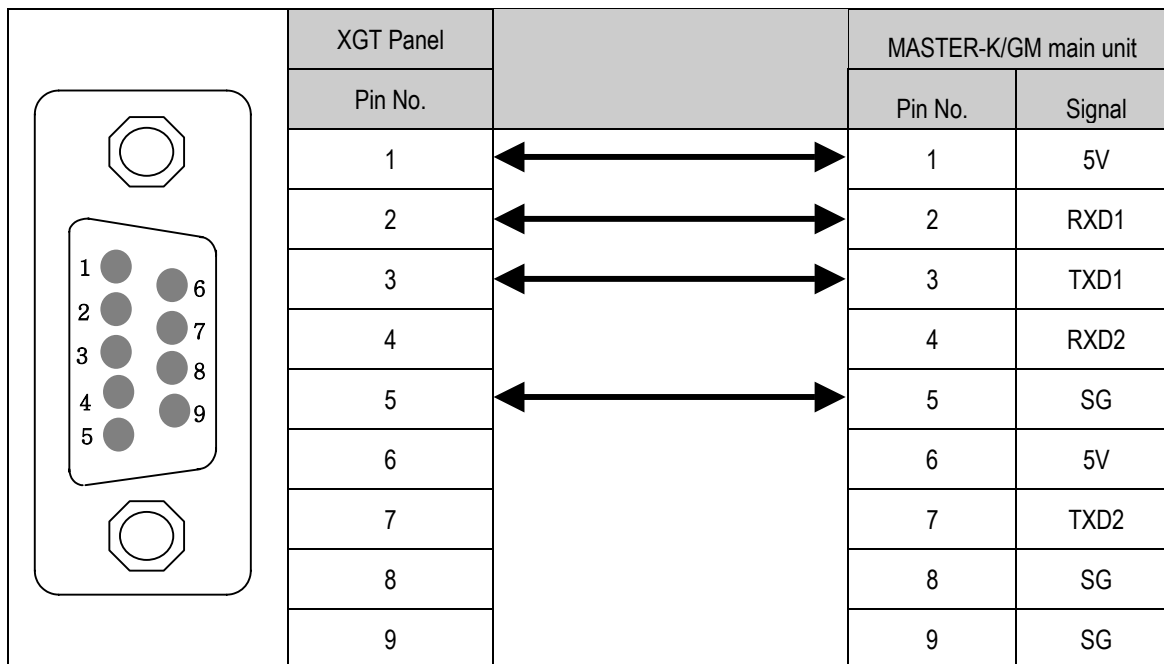 XGT Panel MASTER-K/GM main unit
Pin No. Pin No. Signal
1 1 5V
2 2 RXD1
3 3 TXD1
4 4 RXD2
5 5 SG
6 6 5V
7 7 TXD2
8 8 SG
9 9 SG
1
6
2
7
3
8
4
9
5